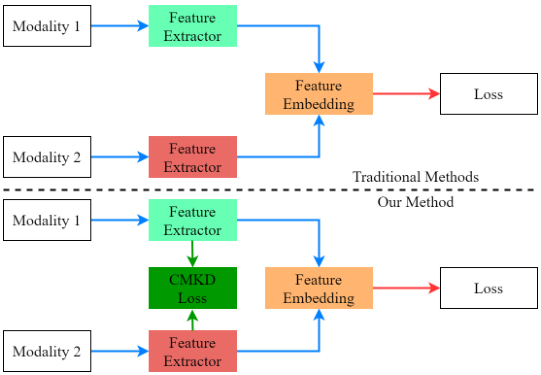 Modality 1
Feature
Extractor
Feature
Embedding
Loss
Modality 2
Feature
Extractor
Traditional Methods
Our Method
Modality 1
Feature
Extractor
CMKD
Loss
Feature
Embedding
Loss
Modality 2
Feature
Extractor